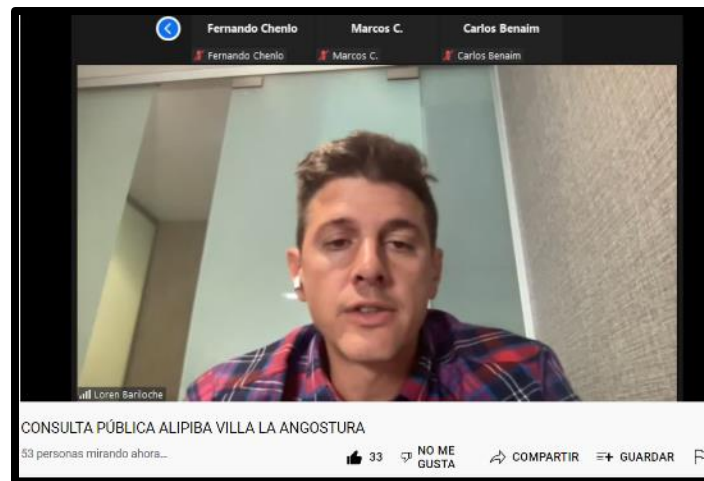 Fernando Chenlo Marcos C. Carlos Benaim
Fernando Chenlo Marcos C. Carlos Benaim
Loren Bariloche
CONSULTA PÚBLICA ALIPIBA VILLA LA ANGOSTURA
53 personas mirando ahora...
33 NO ME GUSTA COMPARTIR GUARDAR